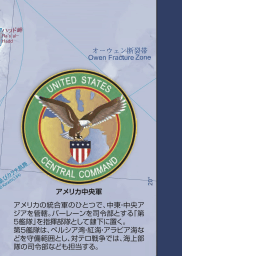 オーウェン断裂帯
Owen Fracture Zone
UNITED STATES
CENTRAL COMMAND
20°
アメリカ中央軍
アメリカの統合軍のひとつで、中東・中央ア
ジアを管轄。バーレーンを司令部とする「第
5艦隊」を指揮部隊として隷下に置く。
第5艦隊は、ペルシア湾・紅海・アラビア海な
どを守備範囲とし、対テロ戦争では、海上部
隊の司令部なども担当する。